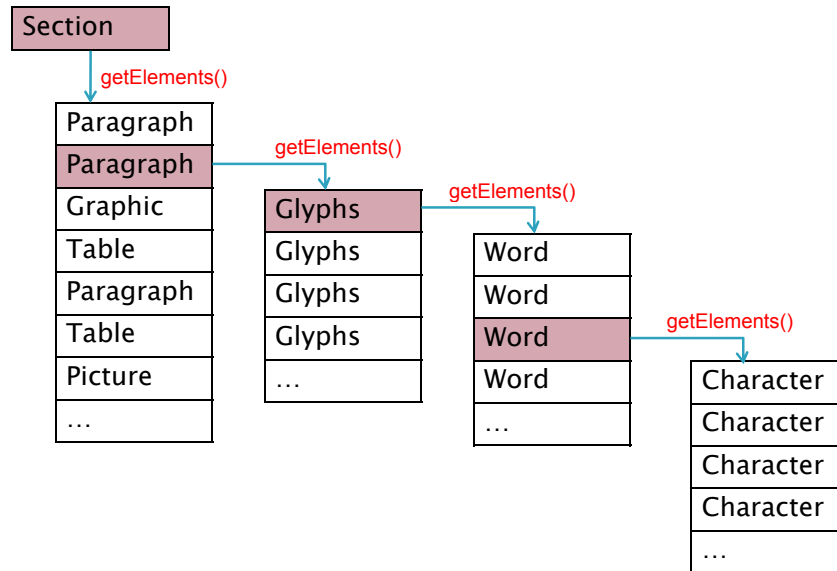 Section
getElements()
Paragraph
Paragraph
Graphic
Table
Paragraph
Table
Picture
…
getElements()
Glyphs
Glyphs
Glyphs
Glyphs
…
getElements()
Word
Word
Word
Word
…
getElements()
Character
Character
Character
Character
…